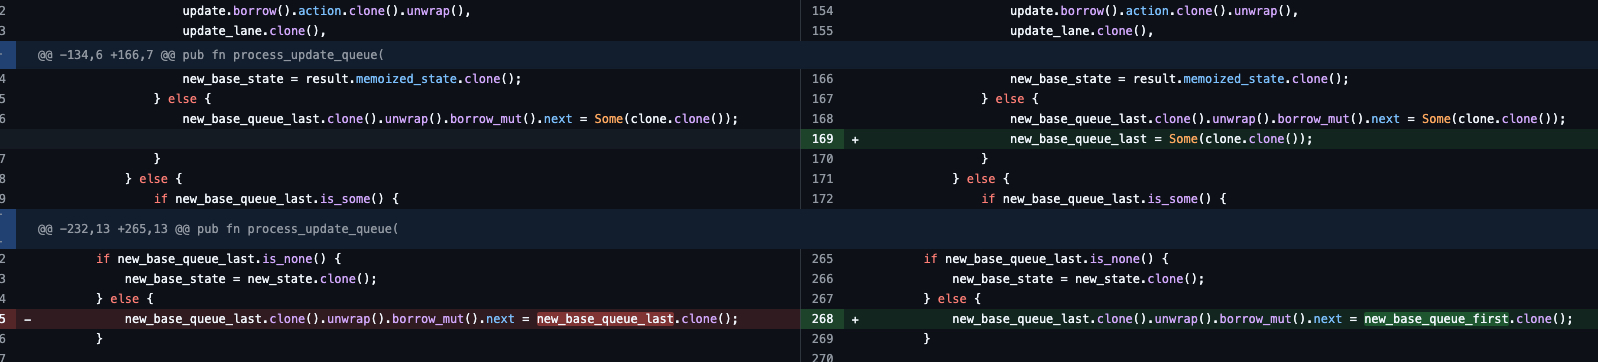 2 update.borrow().action.clone().unwrap(), 154 update.borrow().action.clone().unwrap(),
3 update_lane.clone(), 155 update_lane.clone(),
@@ -134,6 +166,7 @@ pub fn process_update_queue(
4 new_base_state = result.memoized_state.clone(); 166 new_base_state = result.memoized_state.clone();
5 } else { 167 } else {
6 new_base_queue_last.clone().unwrap().borrow_mut().next = Some(clone.clone()); 168 new_base_queue_last.clone().unwrap().borrow_mut().next = Some(clone.clone());
169 + new_base_queue_last = Some(clone.clone());
7 } 170 }
8 } else { 171 } else {
9 if new_base_queue_last.is_some() { 172 if new_base_queue_last.is_some() {
@@ -232,13 +265,13 @@ pub fn process_update_queue(
2 if new_base_queue_last.is_none() { 265 if new_base_queue_last.is_none() {
3 new_base_state = new_state.clone(); 266 new_base_state = new_state.clone();
4 } else { 267 } else {
5 - new_base_queue_last.clone().unwrap().borrow_mut().next = new_base_queue_last.clone(); 268 + new_base_queue_last.clone().unwrap().borrow_mut().next = new_base_queue_first.clone();
6 } 269 }
7 270